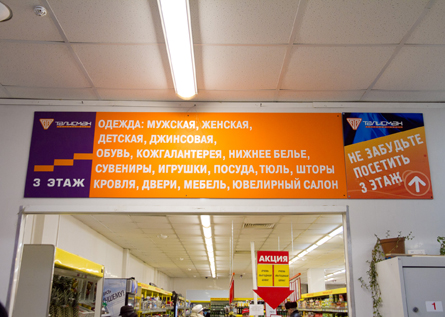 ТАЛИСМАН
3 ЭТАЖ
ОДЕЖДА: МУЖСКАЯ, ЖЕНСКАЯ,
ДЕТСКАЯ, ДЖИНСОВАЯ,
ОБУВЬ, КОЖГАЛАНТЕРЕЯ, НИЖНЕЕ БЕЛЬЕ,
СУВЕНИРЫ, ИГРУШКИ, ПОСУДА, ТЮЛЬ, ШТОРЫ
КРОВЛЯ, ДВЕРИ, МЕБЕЛЬ, ЮВЕЛИРНЫЙ САЛОН
ТАЛИСМАН
НЕ ЗАБУДЬТЕ
ПОСЕТИТЬ
3 ЭТАЖ
АКЦИЯ
1